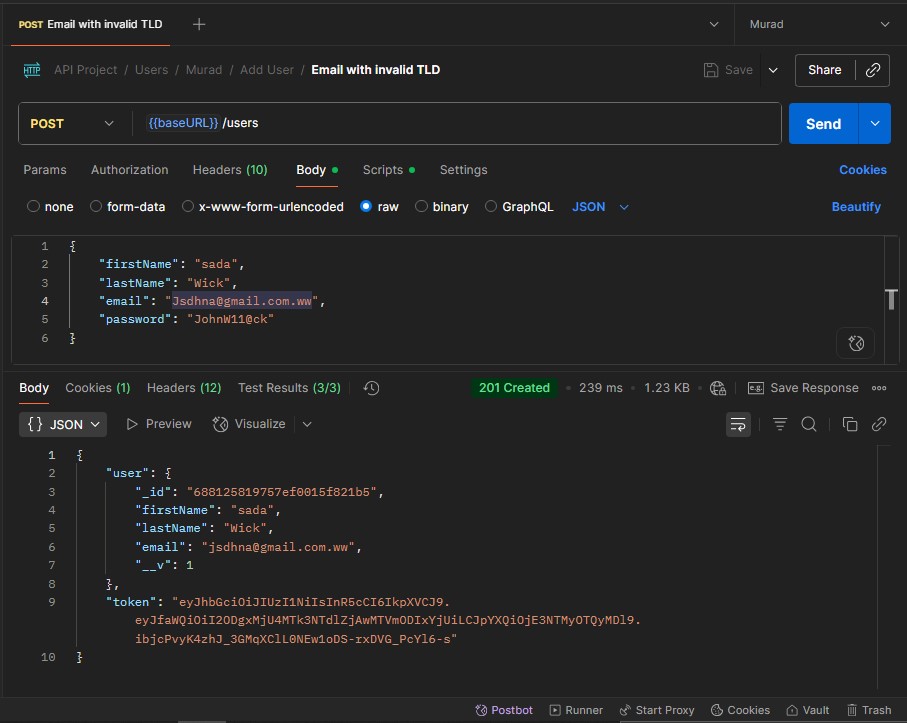 POST Email with invalid TLD
Murad
HTTP API Project / Users / Murad / Add User / Email with invalid TLD
Save
Share
POST
{{baseURL}} /users
Send
Params Authorization Headers (10) Body Scripts Settings Cookies
none form-data x-www-form-urlencoded raw binary GraphQL JSON Beautify
1 {
2 "firstName": "sada",
3 "lastName": "Wick",
4 "email": "Jsdhna@gmail.com.ww",
5 "password": "JohnW11@ck"
6 }
Body Cookies (1) Headers (12) Test Results (3/3) 201 Created 239 ms 1.23 KB e.g. Save Response
{} JSON Preview Visualize
1 {
2 "user": {
3 "_id": "688125819757ef0015f821b5",
4 "firstName": "sada",
5 "lastName": "Wick",
6 "email": "jsdhna@gmail.com.ww",
7 "__v": 1
8 },
9 "token": "eyJhbGciOiJIUzI1NiIsInR5cCI6IkpXVCJ9.
eyJfaWQiOiI2ODgxMjU4MTk3NTdlZjAwMTVmODIxYjUiLCJpYXQiOjE3NTMyOTQyMDl9.
ibjcPvyK4zhJ_3GMqXClL0NEw1oDS-rxDVG_PcYl6-s"
10 }
Postbot Runner Start Proxy Cookies Vault Trash